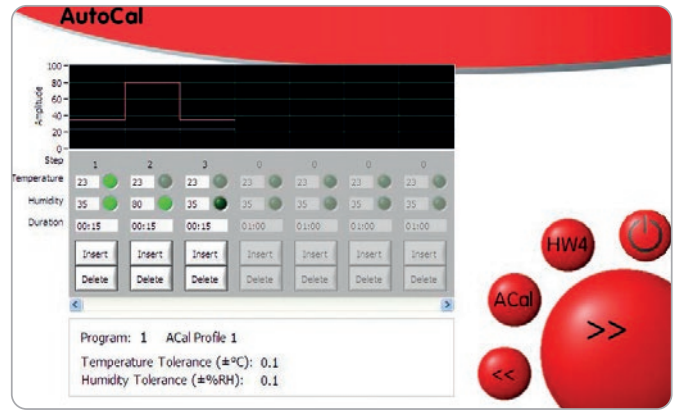 AutoCal
100
80
60
40
20
0
Amplitude
Step 1 2 3 0 0 0 0
Temperature 23 23 23 23 23 23 23
Humidity 35 80 35 35 35 35 35
Duration 00:15 00:15 00:15 01:00 01:00 01:00 01:00
Insert Insert Insert Insert Insert Insert Insert
Delete Delete Delete Delete Delete Delete Delete
Program: 1 ACal Profile 1
Temperature Tolerance (±ºC): 0.1
Humidity Tolerance (±%RH): 0.1
HW4
ACal
>>
<<